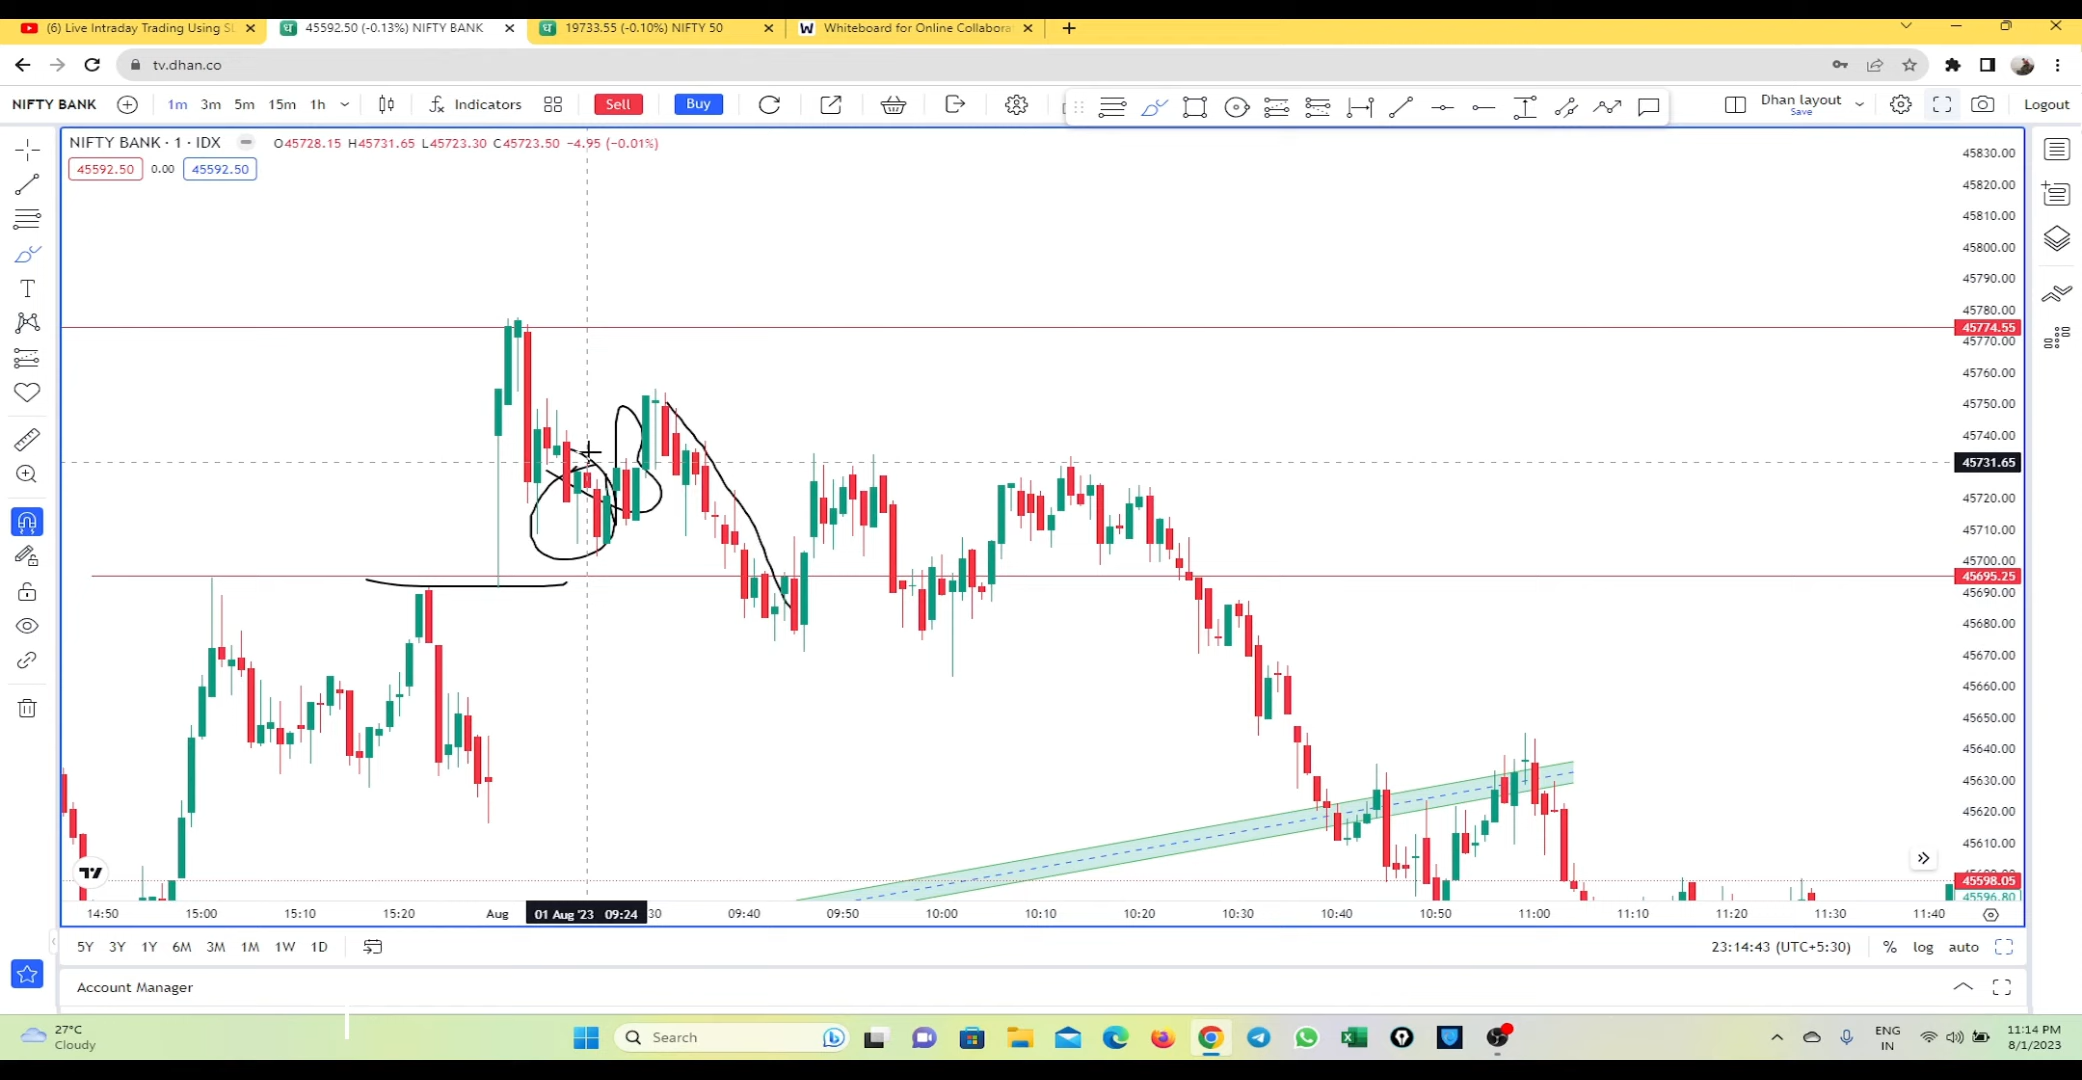 (6) Live Intraday Trading Using SL
45592.50 (-0.13%) NIFTY BANK
19733.55 (-0.10%) NIFTY 50
W Whiteboard for Online Collabora
tv.dhan.co
NIFTY BANK 1m 3m 5m 15m 1h Indicators Sell Buy Dhan layout Save Logout
NIFTY BANK · 1 · IDX O45728.15 H45731.65 L45723.30 C45723.50 −4.95 (−0.01%)
45592.50 0.00 45592.50
45830.00
45820.00
45810.00
45800.00
45790.00
45780.00
45774.55
45770.00
45760.00
45750.00
45740.00
45731.65
45720.00
45710.00
45700.00
45695.25
45690.00
45680.00
45670.00
45660.00
45650.00
45640.00
45630.00
45620.00
45610.00
45598.05
45596.80
14:50 15:00 15:10 15:20 Aug 01 Aug '23 09:24 30 09:40 09:50 10:00 10:10 10:20 10:30 10:40 10:50 11:00 11:10 11:20 11:30 11:40
5Y 3Y 1Y 6M 3M 1M 1W 1D 23:14:43 (UTC+5:30) % log auto
Account Manager
27°C
Cloudy
Search
ENG
IN
11:14 PM
8/1/2023